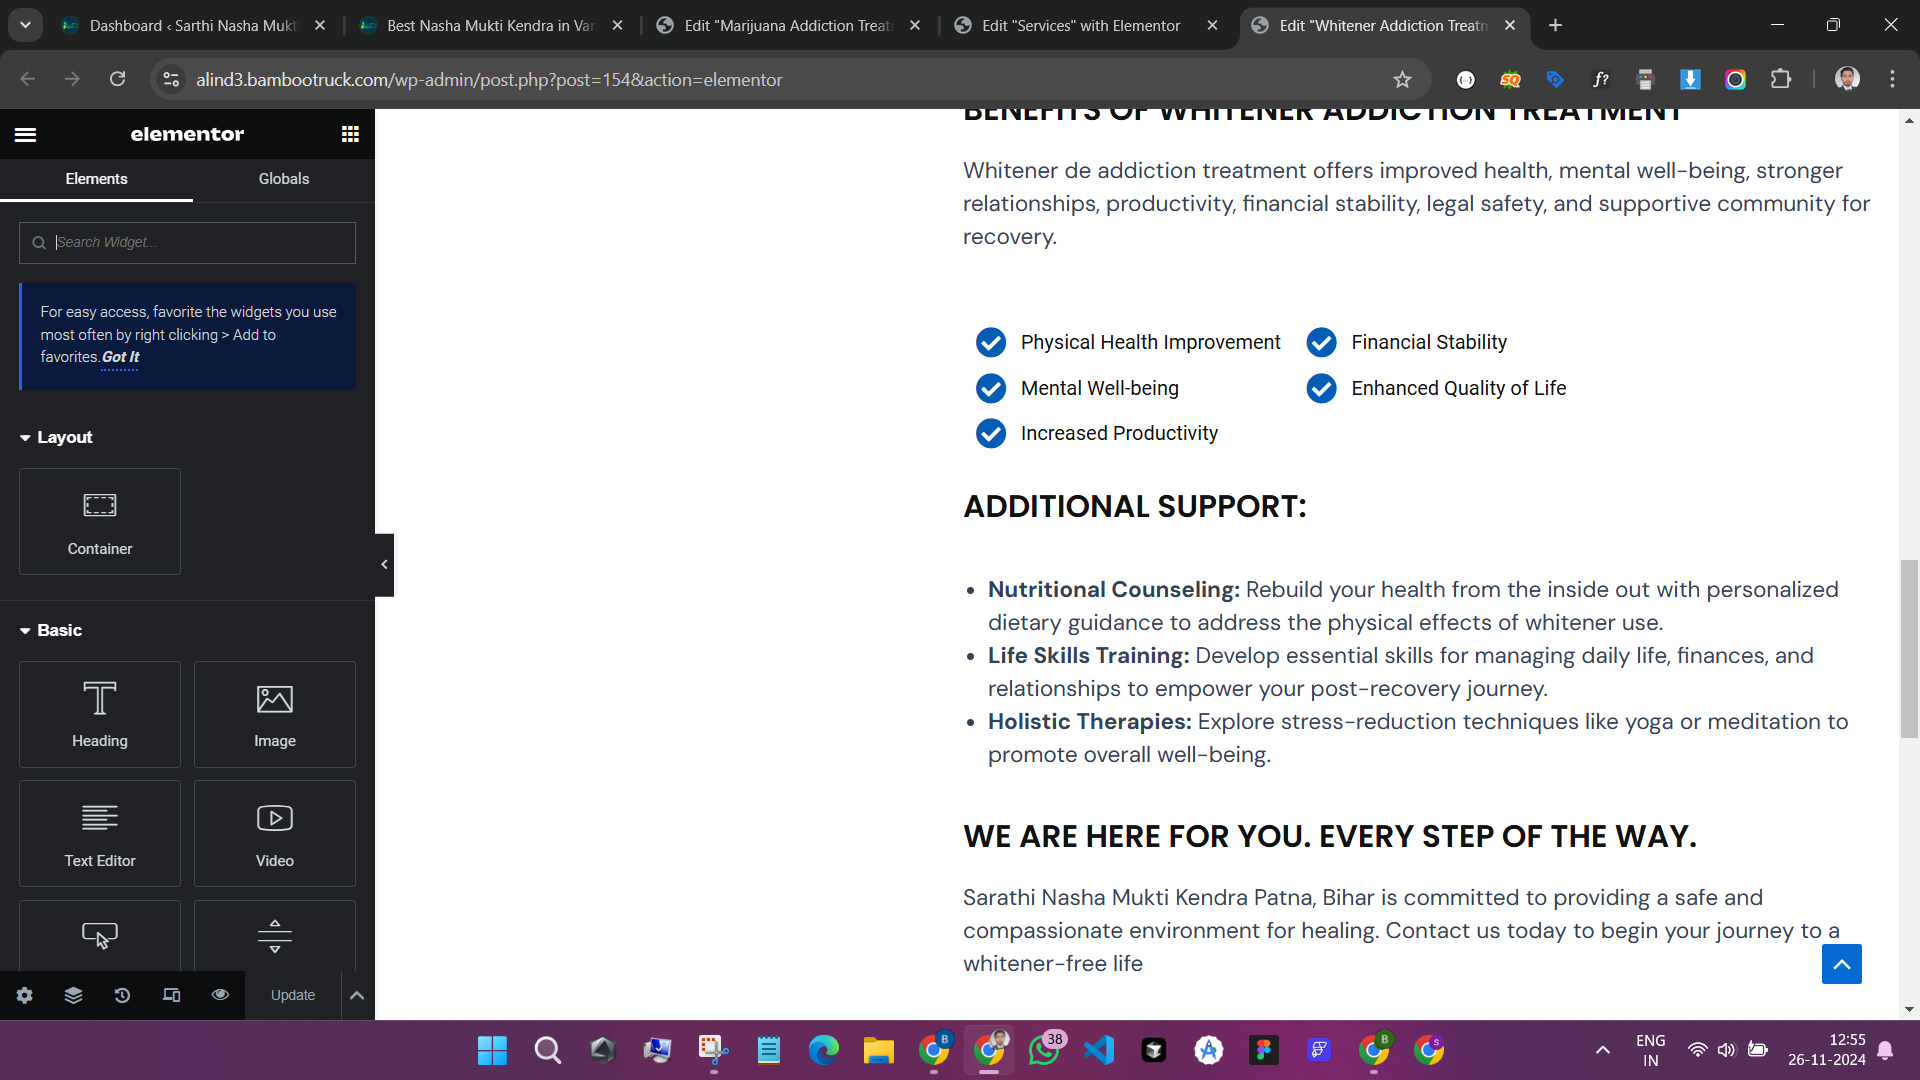 Dashboard ‹ Sarthi Nasha Mukt
Best Nasha Mukti Kendra in Var
Edit "Marijuana Addiction Treat
Edit "Services" with Elementor
Edit "Whitener Addiction Treatn
alind3.bambootruck.com/wp-admin/post.php?post=154&action=elementor
elementor
Elements
Globals
Search Widget...
For easy access, favorite the widgets you use
most often by right clicking > Add to
favorites. Got It
Layout
Container
Basic
Heading
Image
Text Editor
Video
Update
BENEFITS OF WHITENER ADDICTION TREATMENT
Whitener de addiction treatment offers improved health, mental well-being, stronger
relationships, productivity, financial stability, legal safety, and supportive community for
recovery.
Physical Health Improvement
Financial Stability
Mental Well-being
Enhanced Quality of Life
Increased Productivity
ADDITIONAL SUPPORT:
• Nutritional Counseling: Rebuild your health from the inside out with personalized
dietary guidance to address the physical effects of whitener use.
• Life Skills Training: Develop essential skills for managing daily life, finances, and
relationships to empower your post-recovery journey.
• Holistic Therapies: Explore stress-reduction techniques like yoga or meditation to
promote overall well-being.
WE ARE HERE FOR YOU. EVERY STEP OF THE WAY.
Sarathi Nasha Mukti Kendra Patna, Bihar is committed to providing a safe and
compassionate environment for healing. Contact us today to begin your journey to a
whitener-free life
38
ENG
IN
12:55
26-11-2024